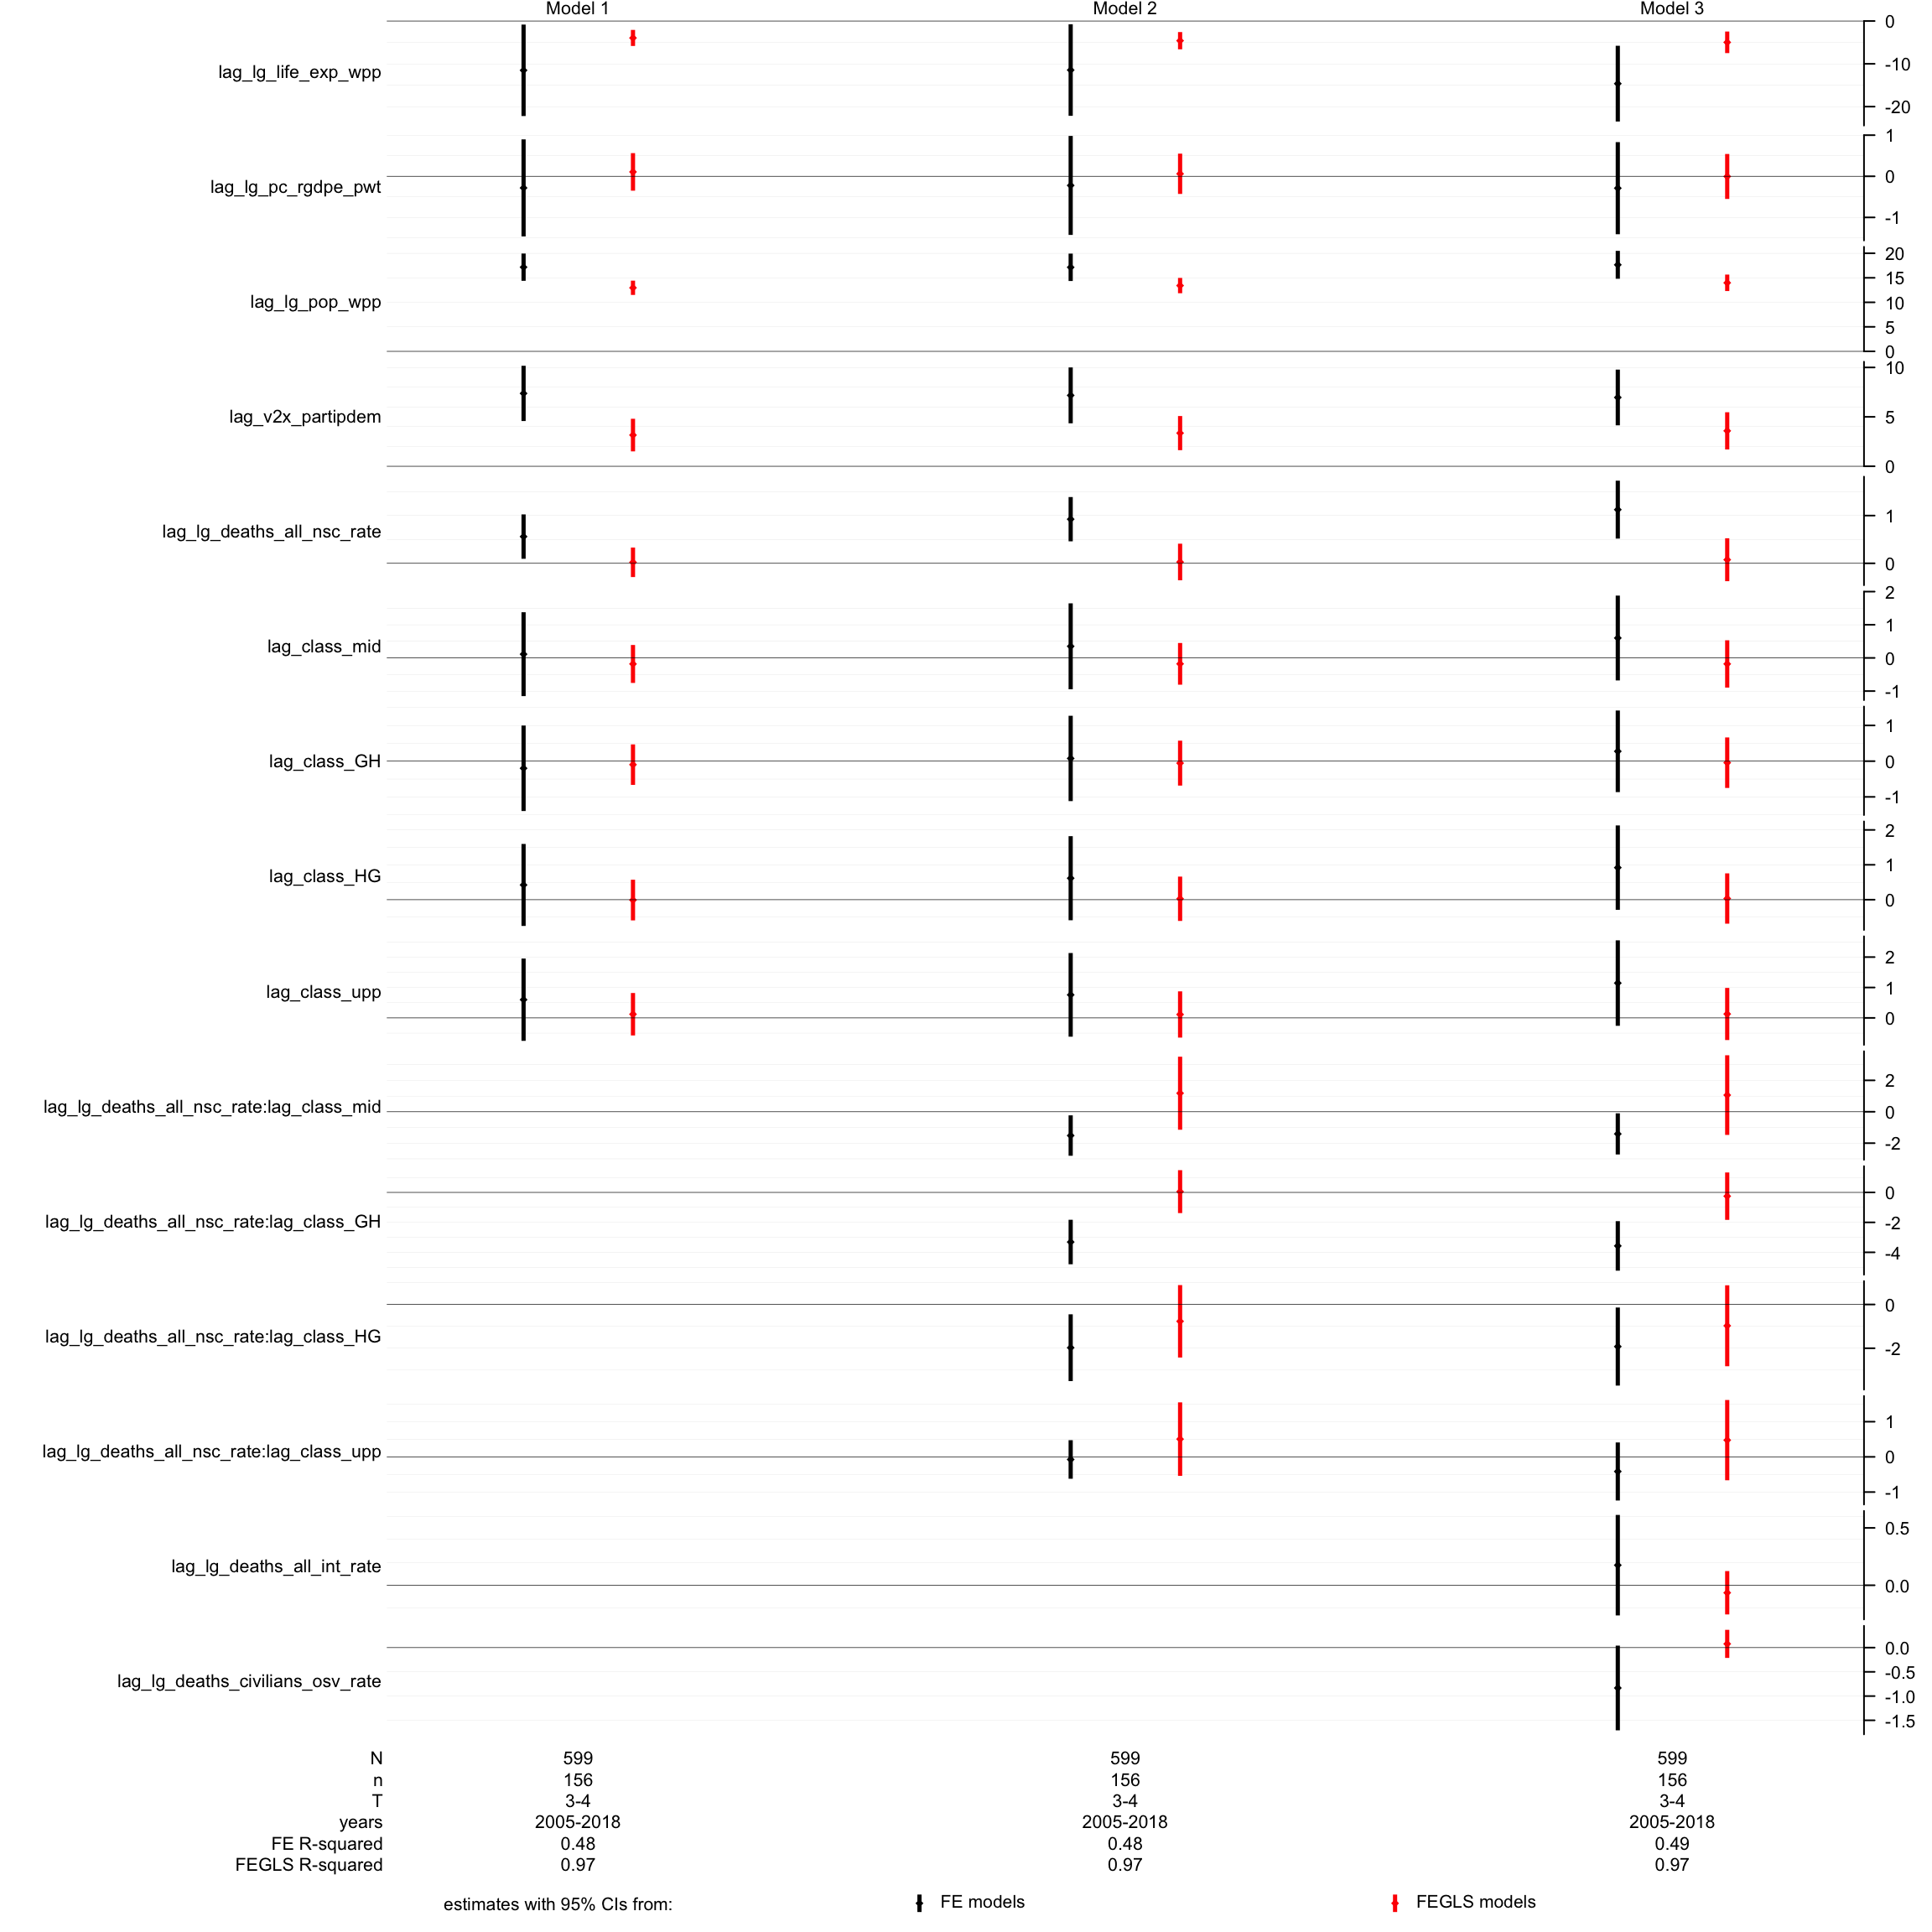 Model 1 Model 2 Model 3
lag_lg_life_exp_wpp
0
-10
-20
lag_lg_pc_rgdpe_pwt
1
0
-1
lag_lg_pop_wpp
20
15
10
5
0
lag_v2x_partipdem
10
5
0
lag_lg_deaths_all_nsc_rate
1
0
lag_class_mid
2
1
0
-1
lag_class_GH
1
0
-1
lag_class_HG
2
1
0
lag_class_upp
2
1
0
lag_lg_deaths_all_nsc_rate:lag_class_mid
2
0
-2
lag_lg_deaths_all_nsc_rate:lag_class_GH
0
-2
-4
lag_lg_deaths_all_nsc_rate:lag_class_HG
0
-2
lag_lg_deaths_all_nsc_rate:lag_class_upp
1
0
-1
lag_lg_deaths_all_int_rate
0.5
0.0
lag_lg_deaths_civilians_osv_rate
0.0
-0.5
-1.0
-1.5
N 599 599 599
n 156 156 156
T 3-4 3-4 3-4
years 2005-2018 2005-2018 2005-2018
FE R-squared 0.48 0.48 0.49
FEGLS R-squared 0.97 0.97 0.97
estimates with 95% CIs from: FE models FEGLS models